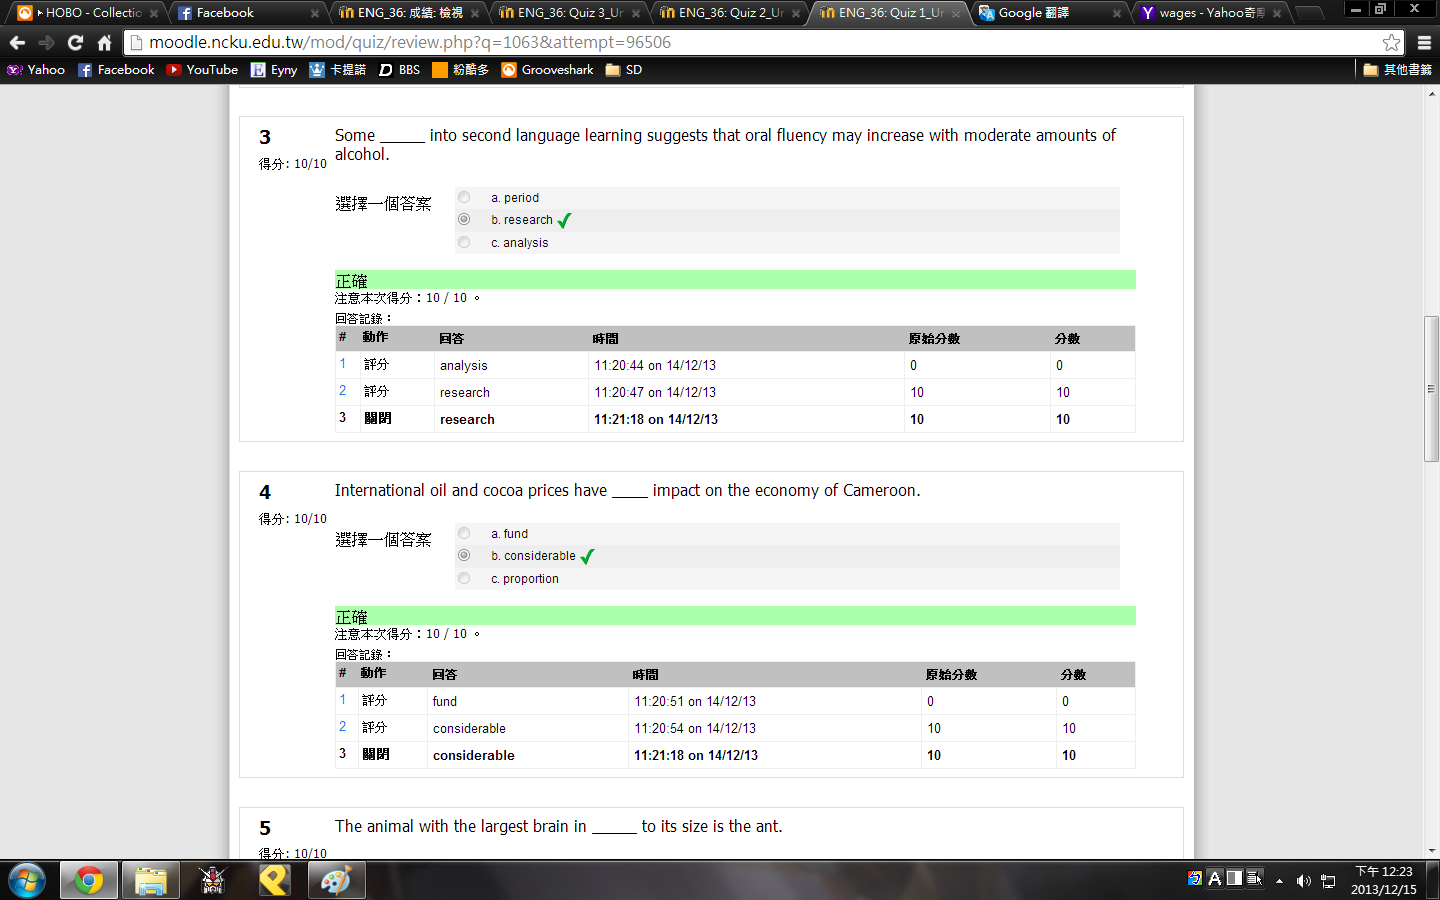 HOBO - Collectio
Facebook
ENG_36: 成績: 檢視
ENG_36: Quiz 3_Ur
ENG_36: Quiz 2_Ur
ENG_36: Quiz 1_Ur
Google 翻譯
wages - Yahoo奇摩
moodle.ncku.edu.tw/mod/quiz/review.php?q=1063&attempt=96506
Yahoo Facebook YouTube Eyny 卡提諾 BBS 粉酷多 Grooveshark SD 其他書籤
3 Some ______ into second language learning suggests that oral fluency may increase with moderate amounts of
得分: 10/10 alcohol.
選擇一個答案
a. period
b. research
c. analysis
正確
注意本次得分：10 / 10 。
回答記錄：
# 動作 回答 時間 原始分數 分數
1 評分 analysis 11:20:44 on 14/12/13 0 0
2 評分 research 11:20:47 on 14/12/13 10 10
3 關閉 research 11:21:18 on 14/12/13 10 10
4 International oil and cocoa prices have _____ impact on the economy of Cameroon.
得分: 10/10
選擇一個答案
a. fund
b. considerable
c. proportion
正確
注意本次得分：10 / 10 。
回答記錄：
# 動作 回答 時間 原始分數 分數
1 評分 fund 11:20:51 on 14/12/13 0 0
2 評分 considerable 11:20:54 on 14/12/13 10 10
3 關閉 considerable 11:21:18 on 14/12/13 10 10
5 The animal with the largest brain in ______ to its size is the ant.
得分: 10/10
下午 12:23
2013/12/15